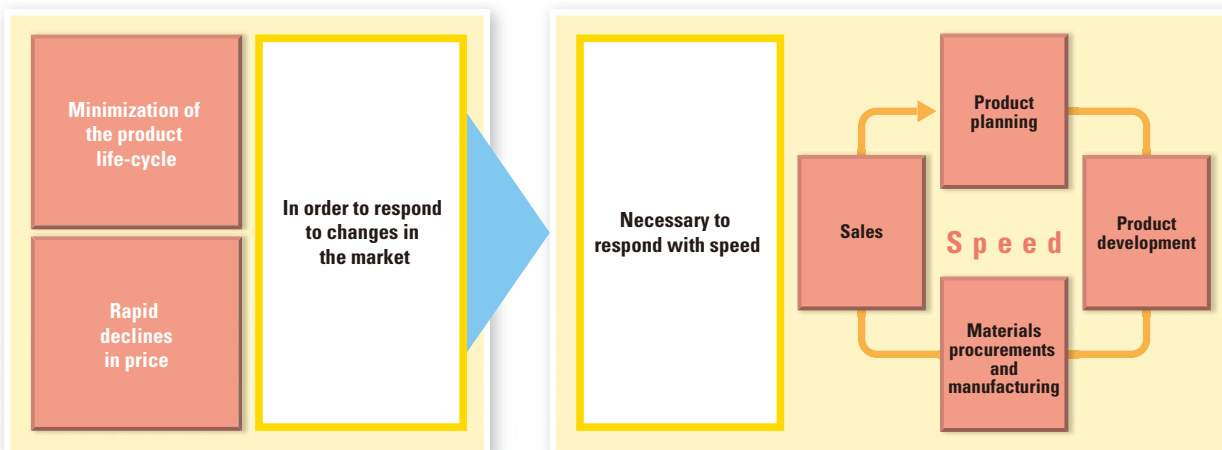 Minimization of
the product
life-cycle
Rapid
declines
in price
In order to respond
to changes in
the market
Necessary to
respond with speed
Product
planning
Sales
Speed
Product
development
Materials
procurements
and
manufacturing